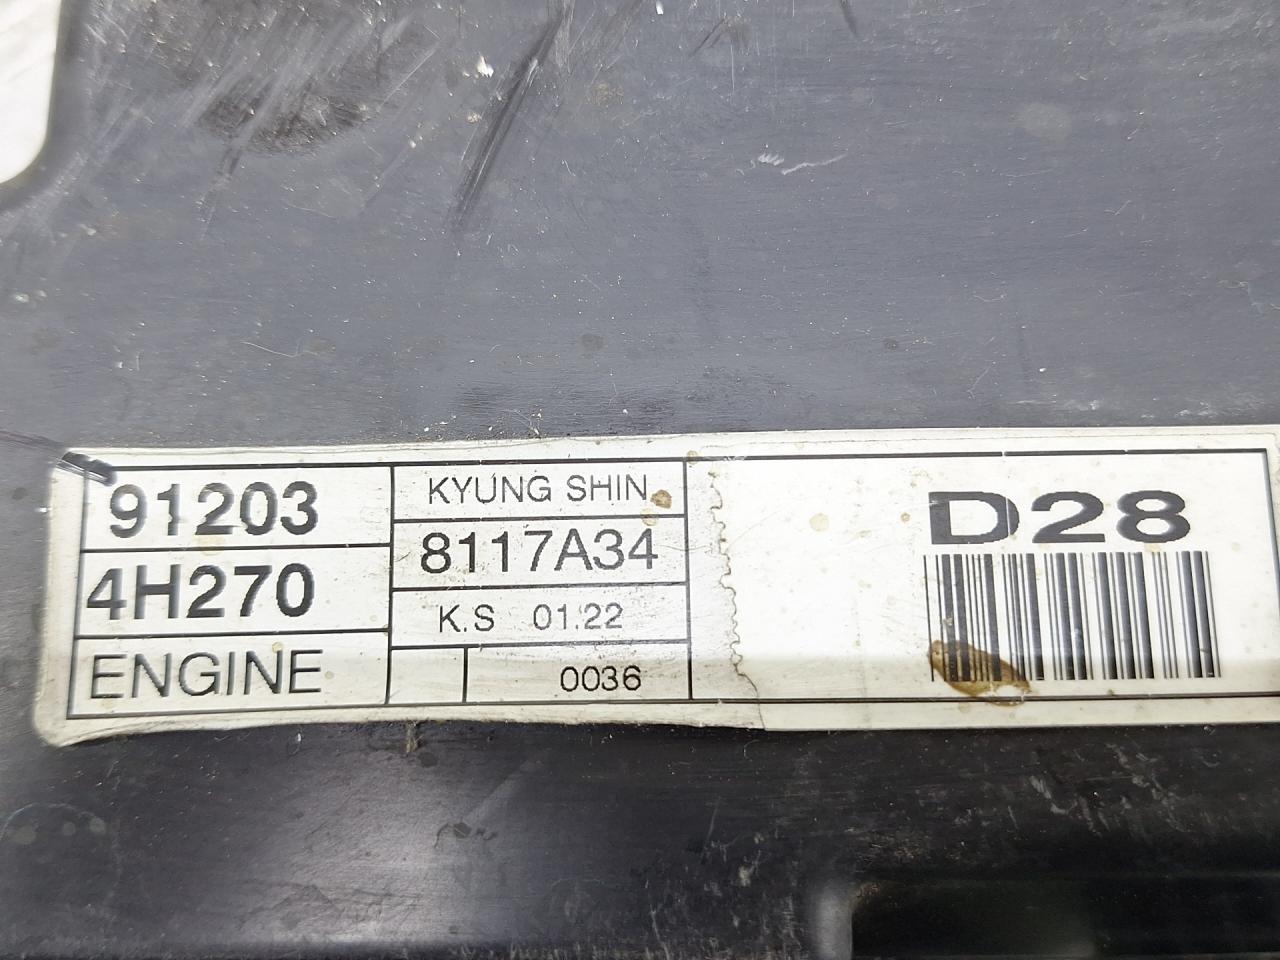 91203
4H270
ENGINE
KYUNG SHIN
8117A34
K.S 01.22
0036
D28